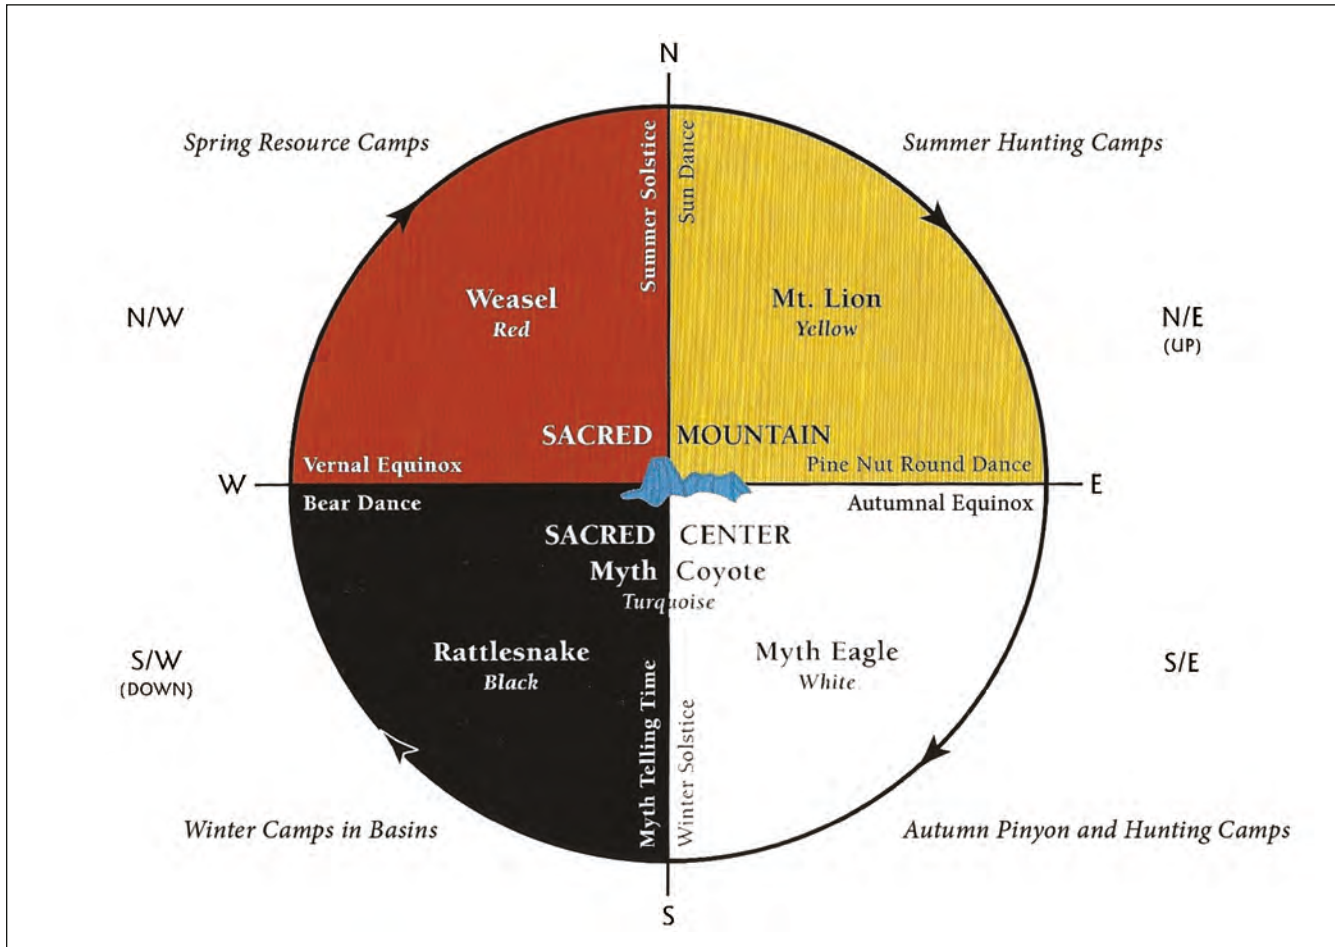 N
Spring Resource Camps
Summer Hunting Camps
Summer Solstice
Sun Dance
Weasel
Red
Mt. Lion
Yellow
N/W
N/E
(UP)
SACRED MOUNTAIN
Vernal Equinox
Pine Nut Round Dance
W
E
Bear Dance
Autumnal Equinox
SACRED CENTER
Myth Coyote
Turquoise
Rattlesnake
Black
Myth Eagle
White
S/W
(DOWN)
S/E
Myth Telling Time
Winter Solstice
Winter Camps in Basins
Autumn Pinyon and Hunting Camps
S